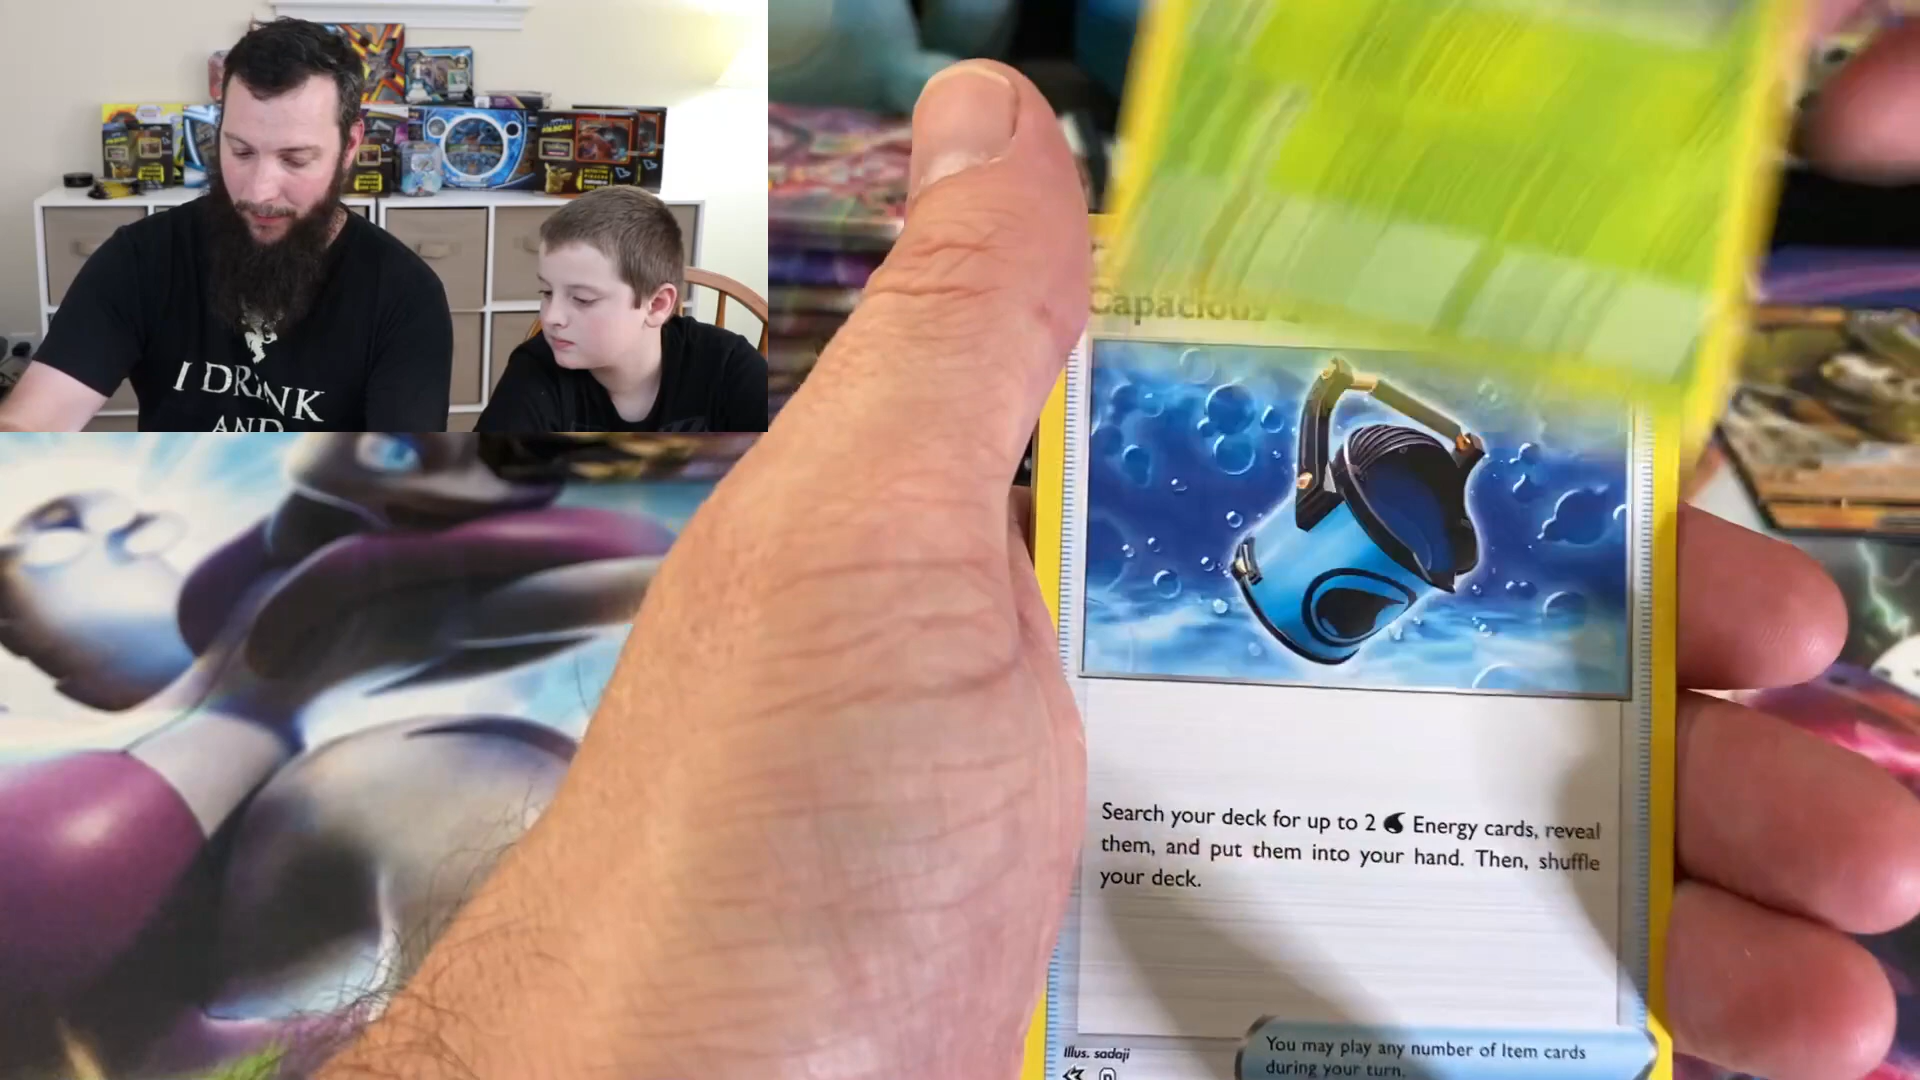 I DRINK
AND
Capacious
Search your deck for up to 2 Energy cards, reveal
them, and put them into your hand. Then, shuffle
your deck.
Illus. sadaji
D
You may play any number of Item cards
during your turn.